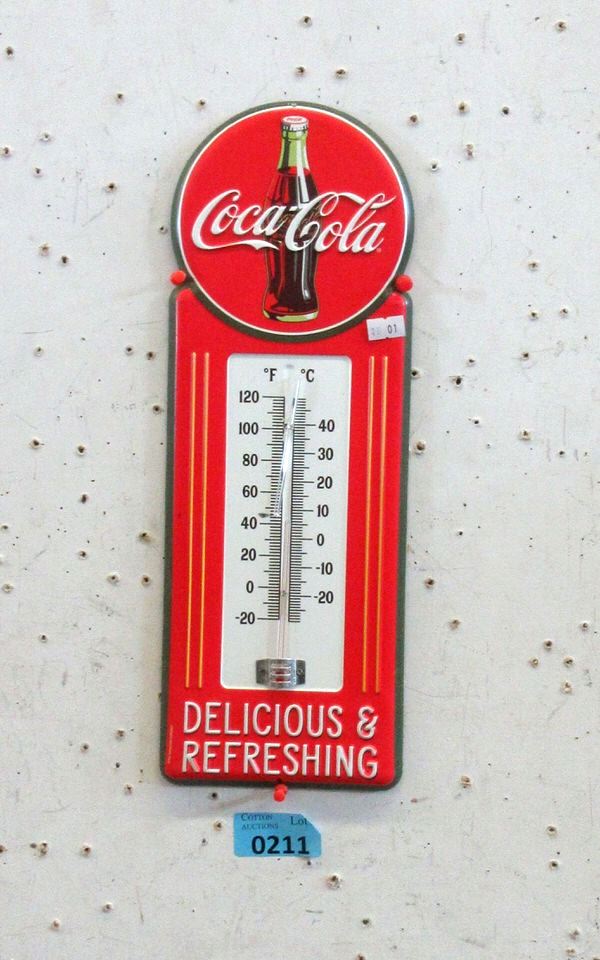 Coca-Cola
01
°F °C
120
100 40
80 30
60 20
40 10
20 0
0 -10
-20 -20
DELICIOUS &
REFRESHING
COTTON Lot
AUCTIONS
0211